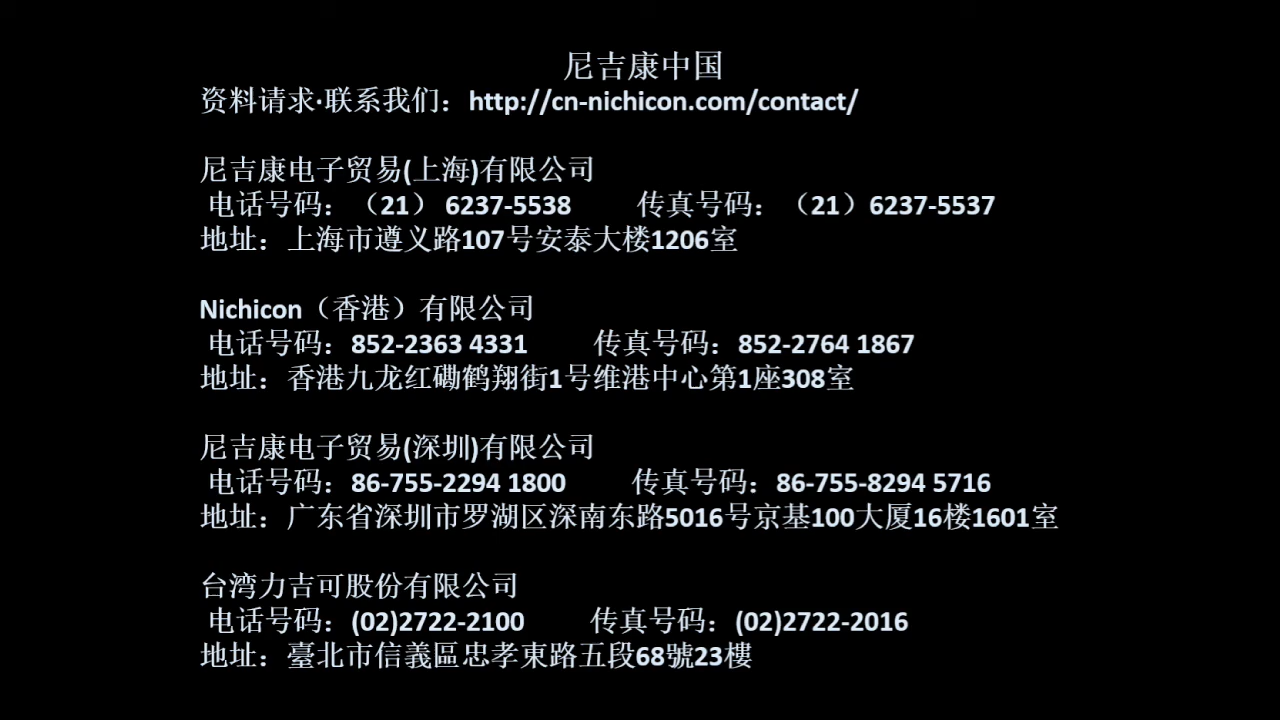 尼吉康中国
资料请求·联系我们：http://cn-nichicon.com/contact/
尼吉康电子贸易(上海)有限公司
电话号码：（21） 6237-5538 传真号码：（21）6237-5537
地址：上海市遵义路107号安泰大楼1206室
Nichicon（香港）有限公司
电话号码：852-2363 4331 传真号码：852-2764 1867
地址：香港九龙红磡鹤翔街1号维港中心第1座308室
尼吉康电子贸易(深圳)有限公司
电话号码：86-755-2294 1800 传真号码：86-755-8294 5716
地址：广东省深圳市罗湖区深南东路5016号京基100大厦16楼1601室
台湾力吉可股份有限公司
电话号码：(02)2722-2100 传真号码：(02)2722-2016
地址：臺北市信義區忠孝東路五段68號23樓